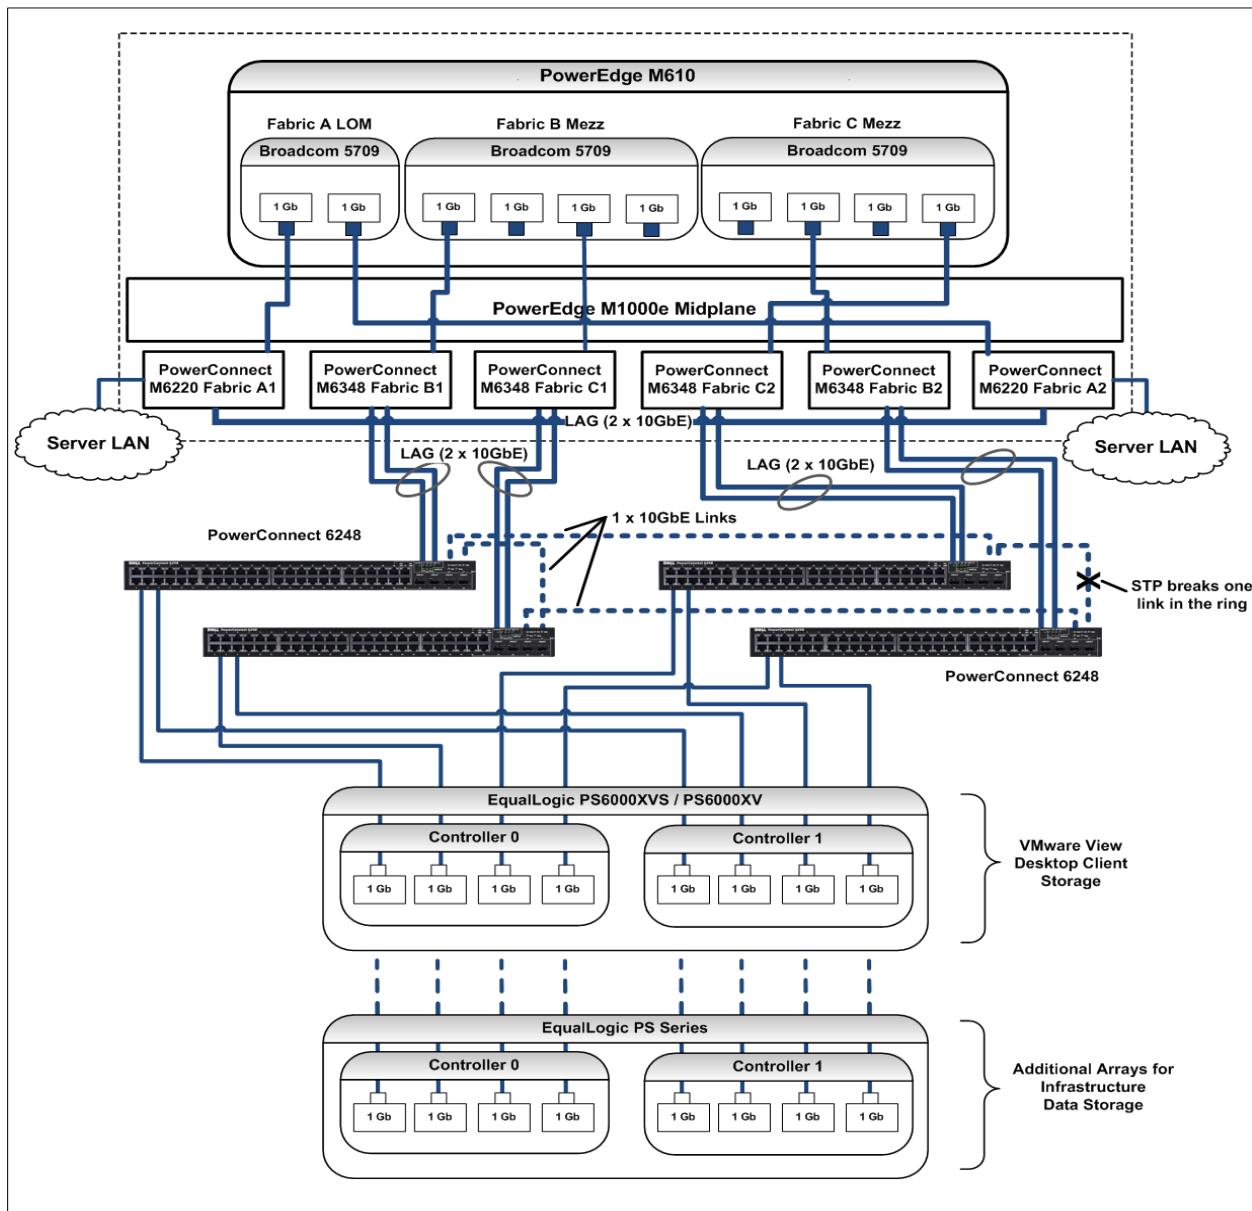 PowerEdge M610
Fabric A LOM
Fabric B Mezz
Fabric C Mezz
Broadcom 5709
Broadcom 5709
Broadcom 5709
1 Gb
1 Gb
1 Gb
1 Gb
1 Gb
1 Gb
1 Gb
1 Gb
1 Gb
1 Gb
PowerEdge M1000e Midplane
PowerConnect
M6220 Fabric A1
PowerConnect
M6348 Fabric B1
PowerConnect
M6348 Fabric C1
PowerConnect
M6348 Fabric C2
PowerConnect
M6348 Fabric B2
PowerConnect
M6220 Fabric A2
LAG (2 x 10GbE)
Server LAN
Server LAN
LAG (2 x 10GbE)
LAG (2 x 10GbE)
1 x 10GbE Links
PowerConnect 6248
STP breaks one
link in the ring
PowerConnect 6248
EqualLogic PS6000XVS / PS6000XV
Controller 0
Controller 1
1 Gb
1 Gb
1 Gb
1 Gb
1 Gb
1 Gb
1 Gb
1 Gb
VMware View
Desktop Client
Storage
EqualLogic PS Series
Controller 0
Controller 1
1 Gb
1 Gb
1 Gb
1 Gb
1 Gb
1 Gb
1 Gb
1 Gb
Additional Arrays for
Infrastructure
Data Storage